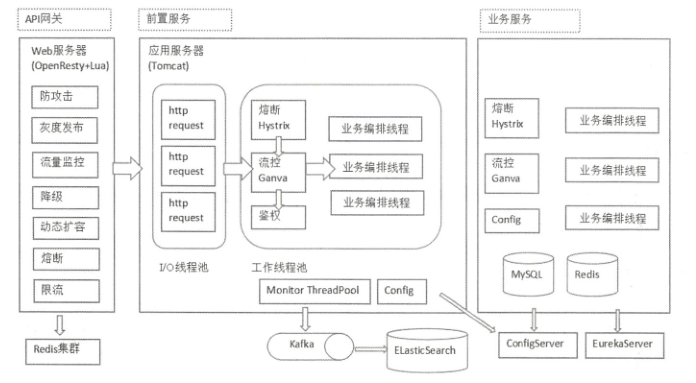 API网关
前置服务
业务服务
Web服务器
(OpenResty+Lua)
防攻击
灰度发布
流量监控
降级
动态扩容
熔断
限流
Redis集群
应用服务器
(Tomcat)
http
request
http
request
http
request
I/O线程池
熔断
Hystrix
流控
Ganva
鉴权
业务编排线程
业务编排线程
业务编排线程
工作线程池
Monitor ThreadPool
Config
Kafka
ELasticSearch
熔断
Hystrix
流控
Ganva
Config
业务编排线程
业务编排线程
业务编排线程
MySQL
Redis
ConfigServer
EurekaServer